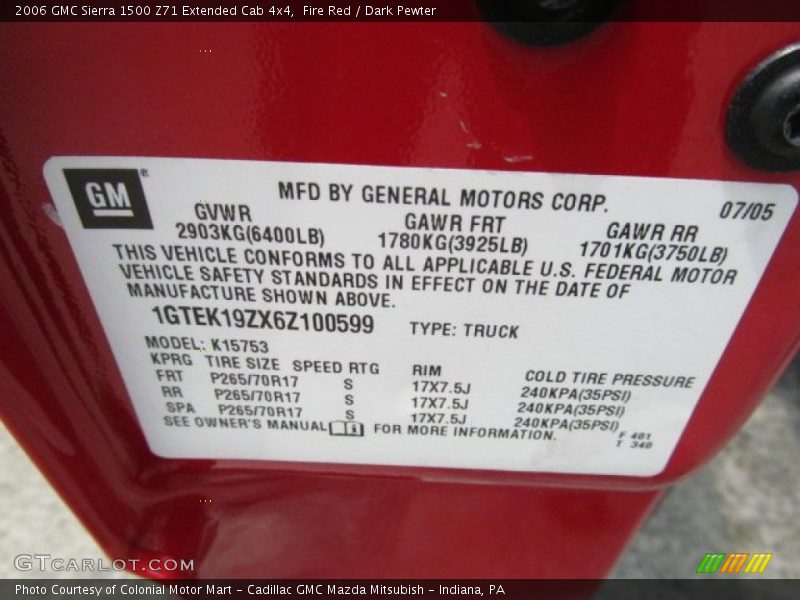 2006 GMC Sierra 1500 Z71 Extended Cab 4x4, Fire Red / Dark Pewter
GM
MFD BY GENERAL MOTORS CORP.
07/05
GVWR GAWR FRT GAWR RR
2903KG(6400LB) 1780KG(3925LB) 1701KG(3750LB)
THIS VEHICLE CONFORMS TO ALL APPLICABLE U.S. FEDERAL MOTOR
VEHICLE SAFETY STANDARDS IN EFFECT ON THE DATE OF
MANUFACTURE SHOWN ABOVE.
1GTEK19ZX6Z100599 TYPE: TRUCK
MODEL: K15753
KPRG TIRE SIZE SPEED RTG RIM COLD TIRE PRESSURE
FRT P265/70R17 S 17X7.5J 240KPA(35PSI)
RR P265/70R17 S 17X7.5J 240KPA(35PSI)
SPA P265/70R17 S 17X7.5J 240KPA(35PSI)
SEE OWNER'S MANUAL FOR MORE INFORMATION.
F 401
T 340
GTCARLOT.COM
Photo Courtesy of Colonial Motor Mart - Cadillac GMC Mazda Mitsubish - Indiana, PA